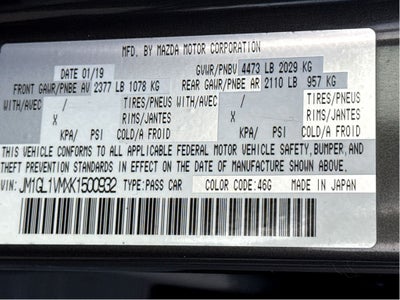 MFD. BY MAZDA MOTOR CORPORATION
DATE 01/19 GVWR/PNBV 4473 LB 2029 KG
FRONT GAWR/PNBE AV 2377 LB 1078 KG REAR GAWR/PNBE AR 2110 LB 957 KG
WITH/AVEC / TIRES/PNEUS WITH/AVEC / TIRES/PNEUS
X RIMS/JANTES X RIMS/JANTES
KPA/ PSI COLD/A FROID KPA/ PSI COLD/A FROID
THIS VEHICLE CONFORMS TO ALL APPLICABLE FEDERAL MOTOR VEHICLE SAFETY, BUMPER, AND
THEFT PREVENTION STANDARDS IN EFFECT ON THE DATE OF MANUFACTURE SHOWN ABOVE.
JM1GL1VMXK1500932 TYPE:PASS CAR COLOR CODE:46G MADE IN JAPAN